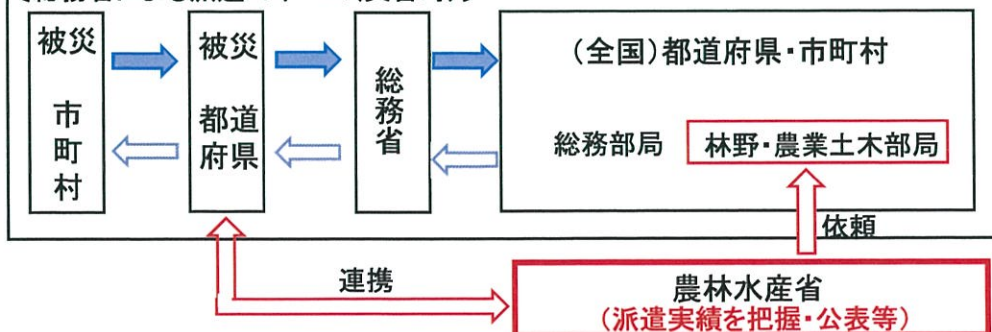 被災
市町村
被災
都道府県
総務省
(全国)都道府県・市町村
総務部局
林野・農業土木部局
依頼
連携
農林水産省
(派遣実績を把握・公表等)